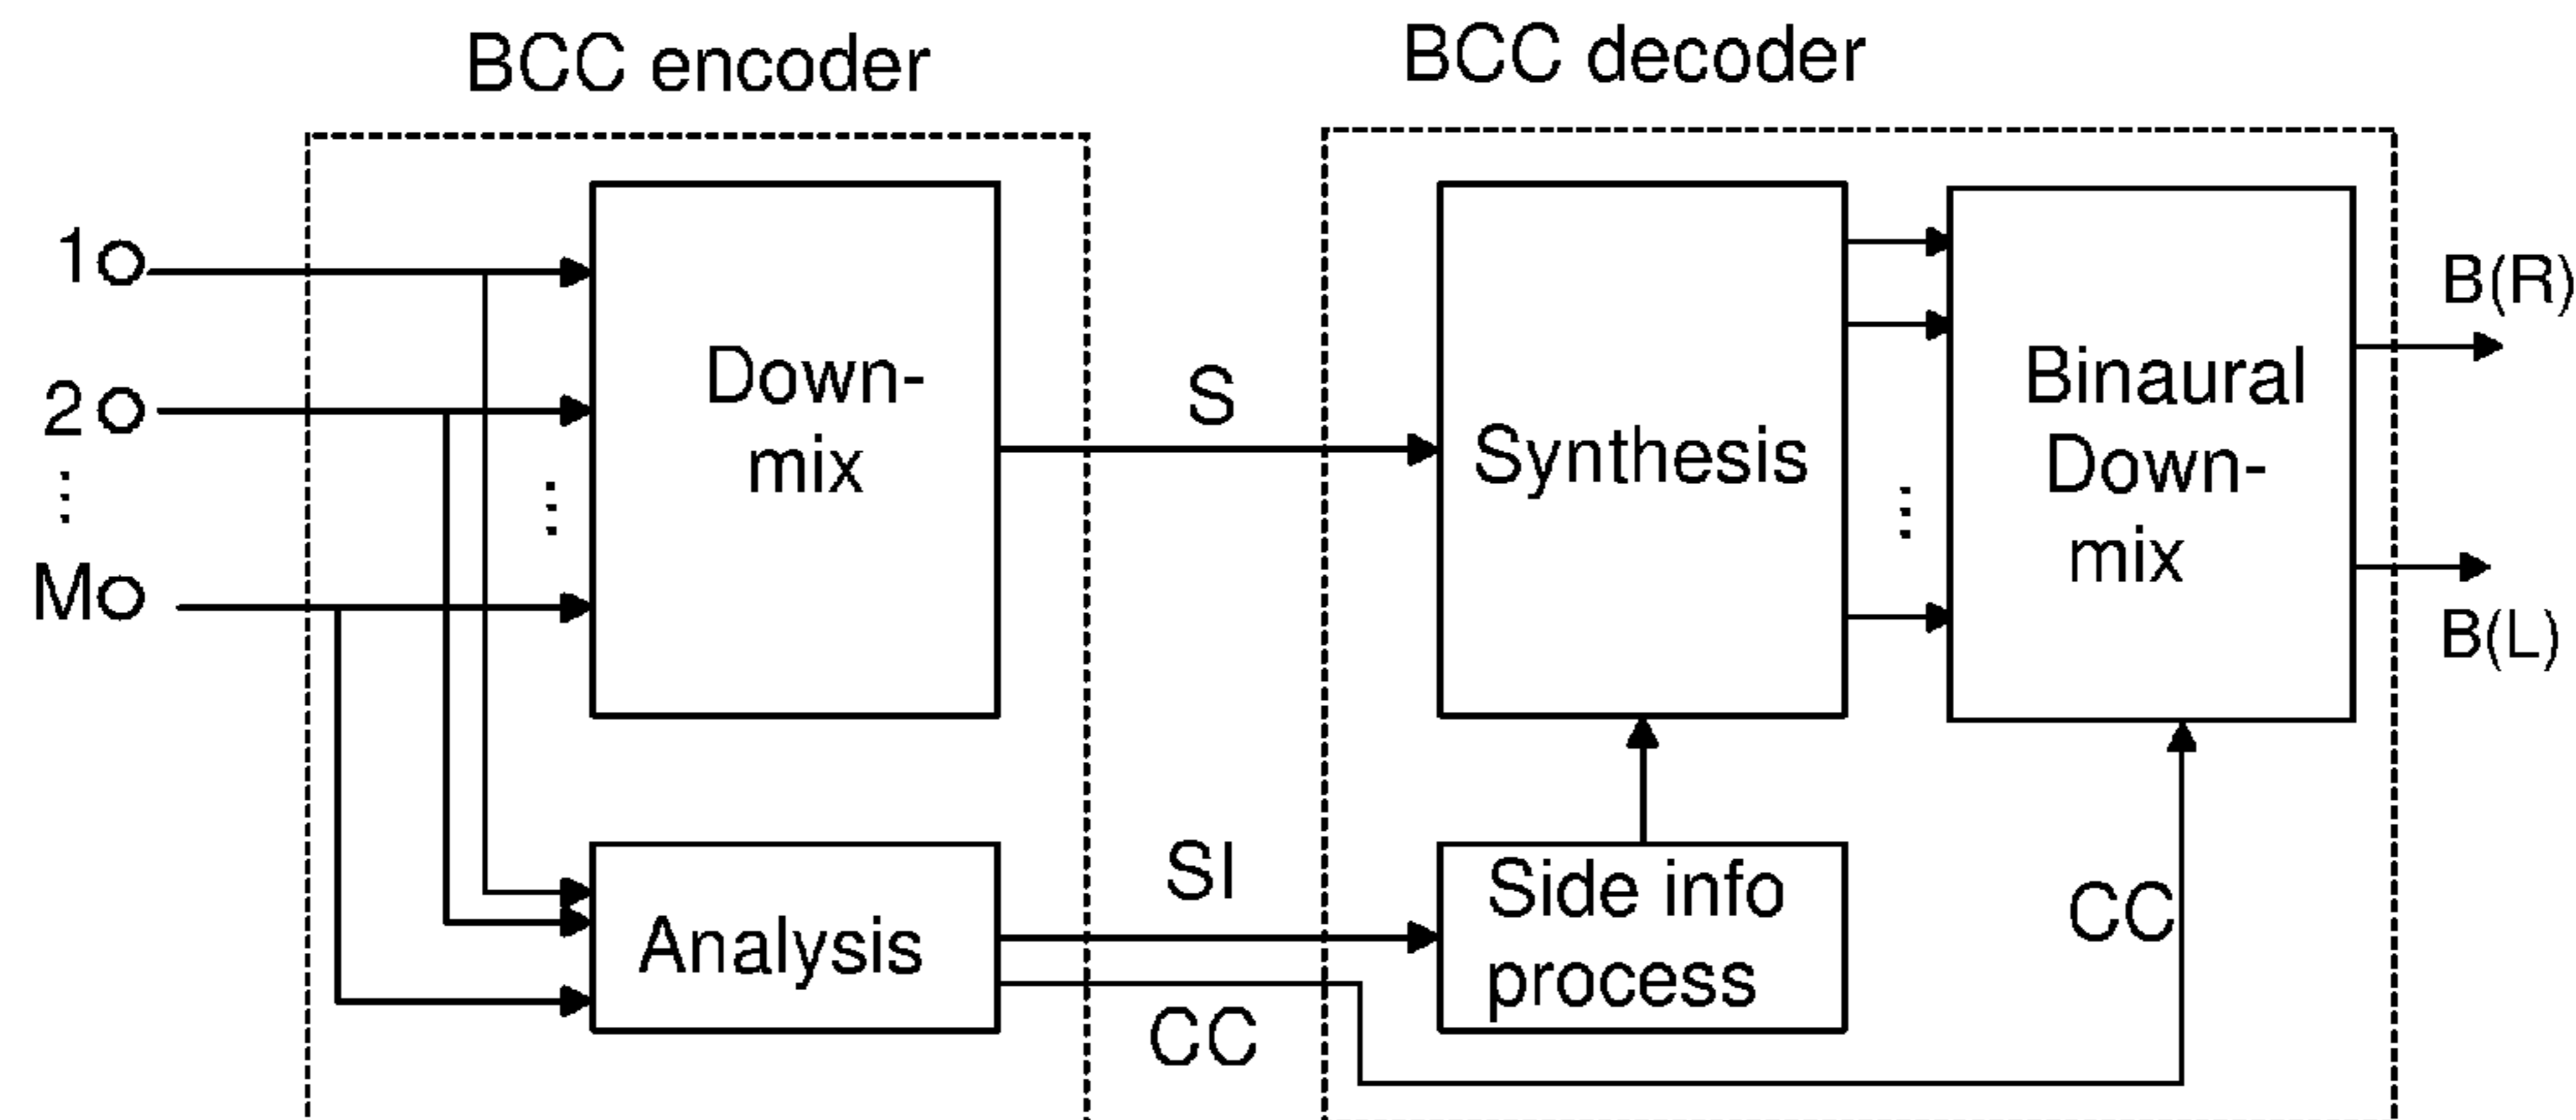 BCC encoder
BCC decoder
1
2
⋮
M
Down-
mix
⋮
S
Synthesis
⋮
Binaural
Down-
mix
B(R)
B(L)
Analysis
SI
CC
Side info
process
CC